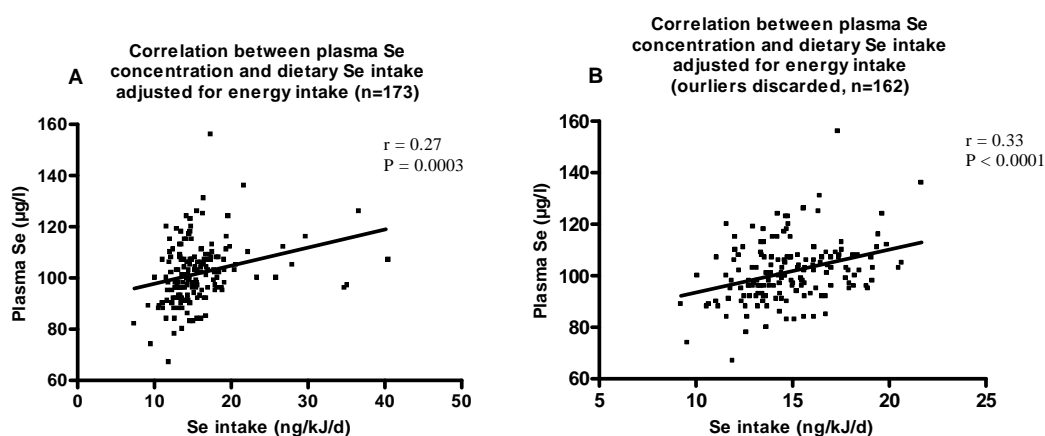 Correlation between plasma Se
concentration and dietary Se intake
adjusted for energy intake (n=173)
A
r = 0.27
P = 0.0003
Plasma Se (µg/l)
160
140
120
100
80
60
0 10 20 30 40 50
Se intake (ng/kJ/d)
Correlation between plasma Se
concentration and dietary Se intake
adjusted for energy intake
(ourliers discarded, n=162)
B
r = 0.33
P < 0.0001
Plasma Se (µg/l)
160
140
120
100
80
60
5 10 15 20 25
Se intake (ng/kJ/d)